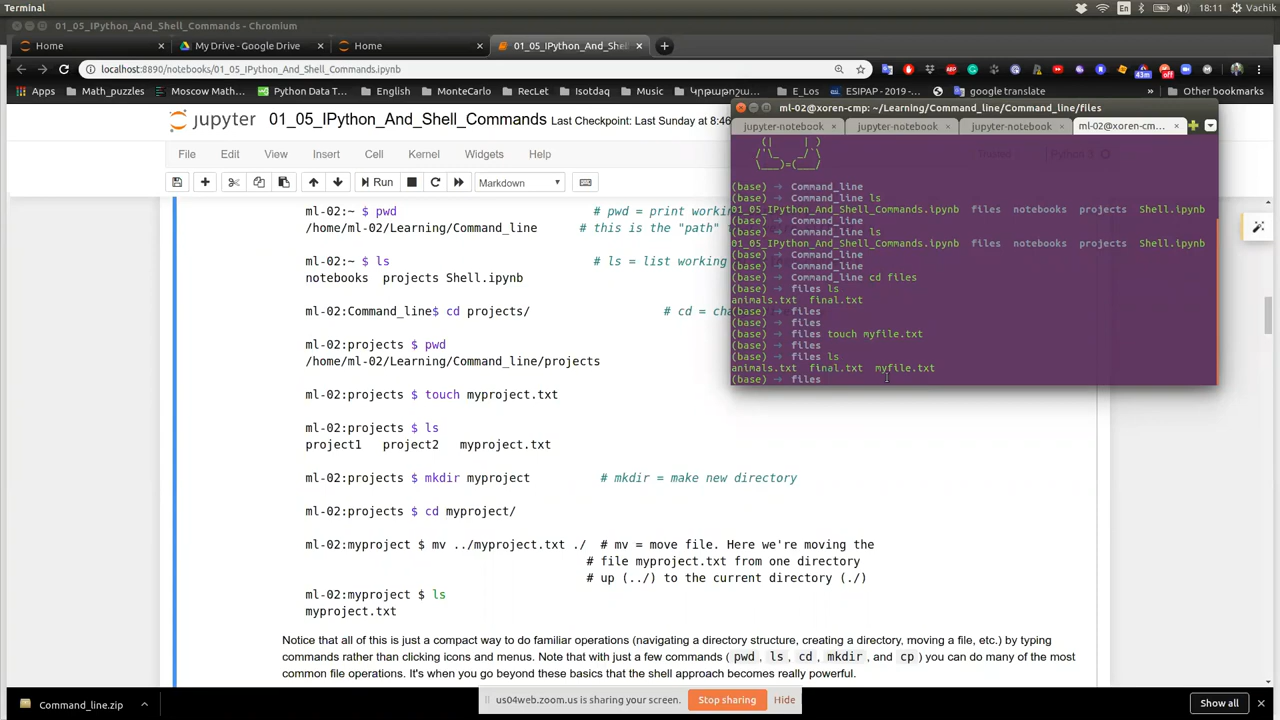 Terminal
En
18:11
Vachik
01_05_IPython_And_Shell_Commands - Chromium
Home
My Drive - Google Drive
Home
01_05_IPython_And_Shell
localhost:8890/notebooks/01_05_IPython_And_Shell_Commands.ipynb
Apps
Math_puzzles
Moscow Math...
Python Data T...
English
MonteCarlo
RecLet
Isotdaq
Music
ESIPAP - 2019 -...
google translate
»
Other bookmarks
jupyter
01_05_IPython_And_Shell_Commands
Last Checkpoint: Last Sunday at 8:46
File
Edit
View
Insert
Cell
Kernel
Widgets
Help
Run
Markdown
ml-02@xoren-cmp: ~/Learning/Command_line/Command_line/files
jupyter-notebook
jupyter-notebook
jupyter-notebook
ml-02@xoren-cm...
(|     | )
/'\_   _/`\
\___)=(___/
(base) → Command_line
(base) → Command_line ls
01_05_IPython_And_Shell_Commands.ipynb files notebooks projects Shell.ipynb
(base) → Command_line
(base) → Command_line ls
01_05_IPython_And_Shell_Commands.ipynb files notebooks projects Shell.ipynb
(base) → Command_line
(base) → Command_line
(base) → Command_line cd files
(base) → files ls
animals.txt final.txt
(base) → files
(base) → files
(base) → files touch myfile.txt
(base) → files
(base) → files ls
animals.txt final.txt myfile.txt
(base) → files
ml-02:~ $ pwd # pwd = print workin
/home/ml-02/Learning/Command_line # this is the "path"
ml-02:~ $ ls # ls = list working
notebooks projects Shell.ipynb
ml-02:Command_line$ cd projects/ # cd = cha
ml-02:projects $ pwd
/home/ml-02/Learning/Command_line/projects
ml-02:projects $ touch myproject.txt
ml-02:projects $ ls
project1 project2 myproject.txt
ml-02:projects $ mkdir myproject # mkdir = make new directory
ml-02:projects $ cd myproject/
ml-02:myproject $ mv ../myproject.txt ./ # mv = move file. Here we're moving the
# file myproject.txt from one directory
# up (../) to the current directory (./)
ml-02:myproject $ ls
myproject.txt
Notice that all of this is just a compact way to do familiar operations (navigating a directory structure, creating a directory, moving a file, etc.) by typing
commands rather than clicking icons and menus. Note that with just a few commands ( pwd , ls , cd , mkdir , and cp ) you can do many of the most
common file operations. It's when you go beyond these basics that the shell approach becomes really powerful.
Command_line.zip
us04web.zoom.us is sharing your screen.
Stop sharing
Hide
Show all